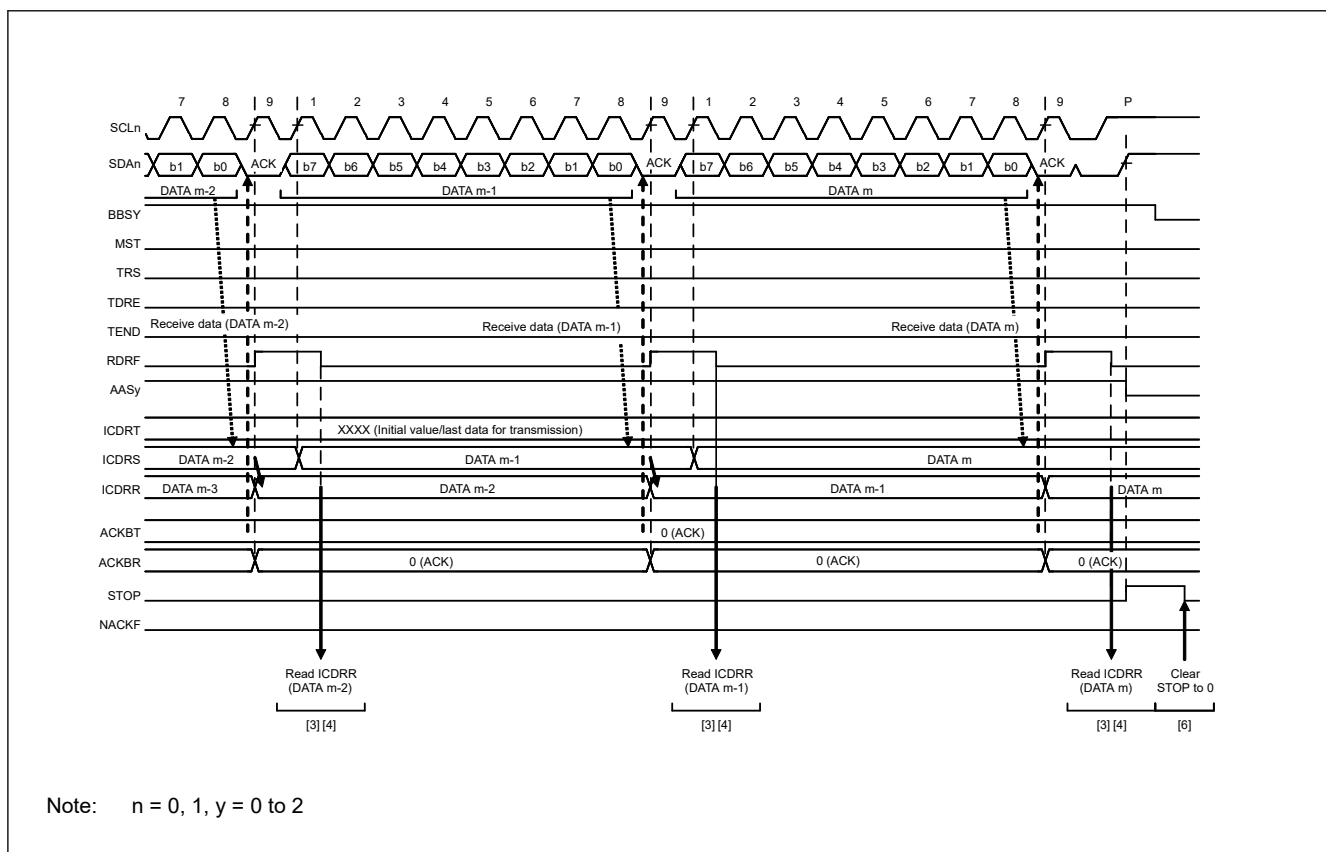 7 8 9 1 2 3 4 5 6 7 8 9 1 2 3 4 5 6 7 8 9 P
SCLn
SDAn b1 b0 ACK b7 b6 b5 b4 b3 b2 b1 b0 ACK b7 b6 b5 b4 b3 b2 b1 b0 ACK
DATA m-2 DATA m-1 DATA m
BBSY
MST
TRS
TDRE
Receive data (DATA m-2) Receive data (DATA m-1) Receive data (DATA m)
TEND
RDRF
AASy
ICDRT XXXX (Initial value/last data for transmission)
ICDRS DATA m-2 DATA m-1 DATA m
ICDRR DATA m-3 DATA m-2 DATA m-1 DATA m
ACKBT 0 (ACK)
ACKBR 0 (ACK) 0 (ACK) 0 (ACK)
STOP
NACKF
Read ICDRR Read ICDRR Read ICDRR Clear
(DATA m-2) (DATA m-1) (DATA m) STOP to 0
[3] [4] [3] [4] [3] [4] [6]
Note: n = 0, 1, y = 0 to 2